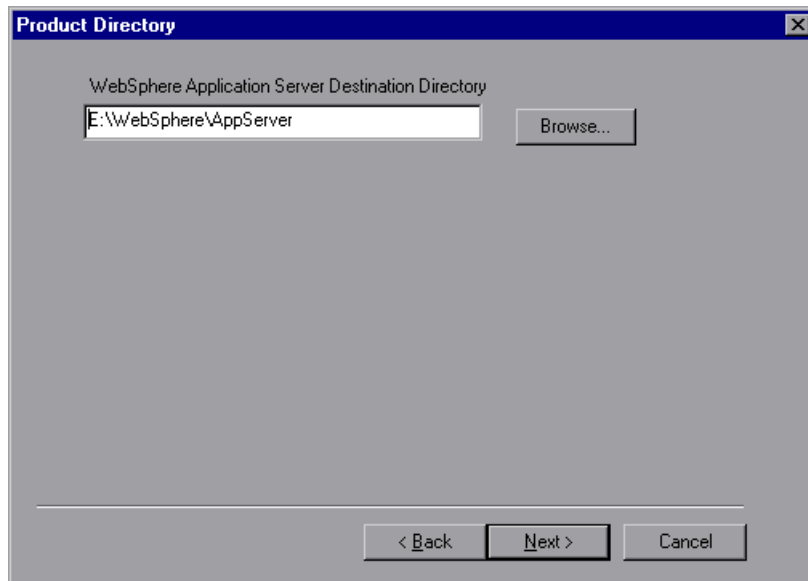 Product Directory
WebSphere Application Server Destination Directory
E:\WebSphere\AppServer
Browse...
< Back
Next >
Cancel